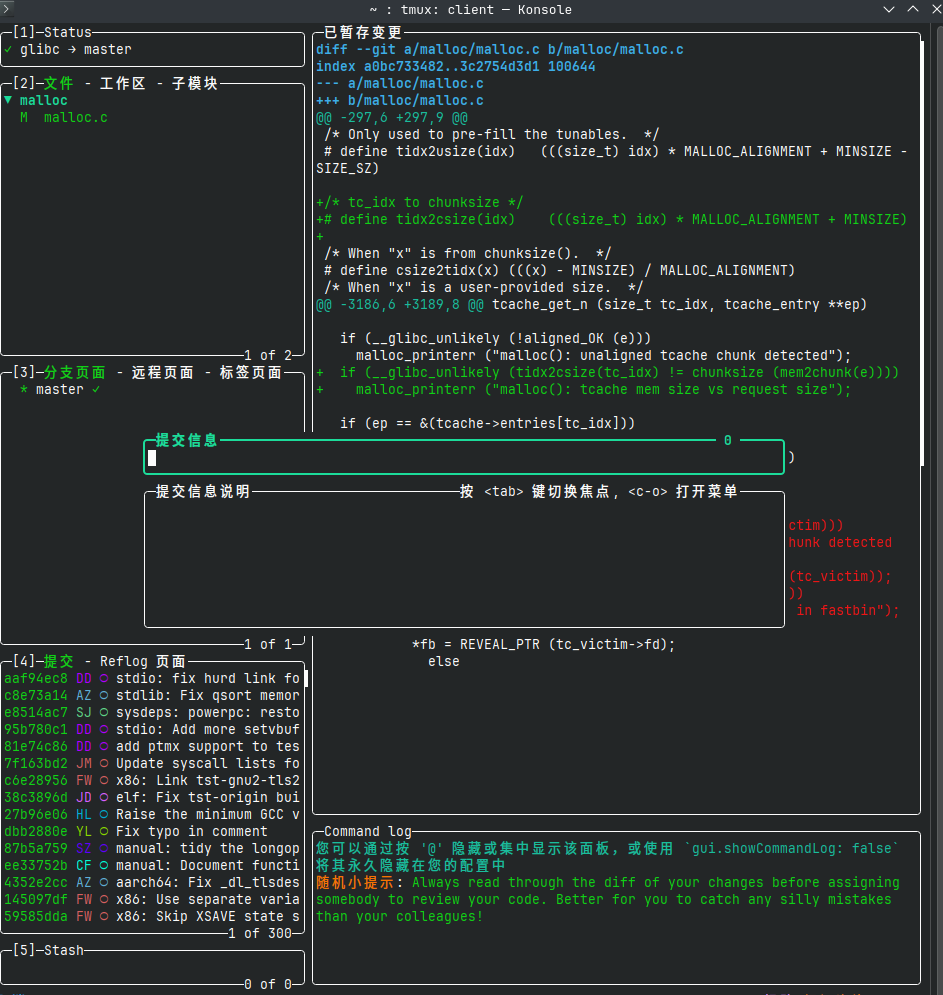 ~ : tmux: client — Konsole
[1]─Status
✓ glibc → master
[2]─文件 - 工作区 - 子模块
▼ malloc
M malloc.c
1 of 2
[3]─分支页面 - 远程页面 - 标签页面
* master ✓
1 of 1
[4]─提交 - Reflog 页面
aaf94ec8 DD ○ stdio: fix hurd link fo
c8e73a14 AZ ○ stdlib: Fix qsort memor
e8514ac7 SJ ○ sysdeps: powerpc: resto
95b780c1 DD ○ stdio: Add more setvbuf
81e74c86 DD ○ add ptmx support to tes
7f163bd2 JM ○ Update syscall lists fo
c6e28956 FW ○ x86: Link tst-gnu2-tls2
38c3896d JD ○ elf: Fix tst-origin bui
27b96e06 HL ○ Raise the minimum GCC v
dbb2880e YL ○ Fix typo in comment
87b5a759 SZ ○ manual: tidy the longop
ee33752b CF ○ manual: Document functi
4352e2cc AZ ○ aarch64: Fix _dl_tlsdes
145097df FW ○ x86: Use separate varia
59585dda FW ○ x86: Skip XSAVE state s
1 of 300
[5]─Stash
0 of 0
已暂存变更
diff --git a/malloc/malloc.c b/malloc/malloc.c
index a0bc733482..3c2754d3d1 100644
--- a/malloc/malloc.c
+++ b/malloc/malloc.c
@@ -297,6 +297,9 @@
/* Only used to pre-fill the tunables.  */
# define tidx2usize(idx)   (((size_t) idx) * MALLOC_ALIGNMENT + MINSIZE -
SIZE_SZ)
+/* tc_idx to chunksize */
+# define tidx2csize(idx)    (((size_t) idx) * MALLOC_ALIGNMENT + MINSIZE)
+
/* When "x" is from chunksize().  */
# define csize2tidx(x) (((x) - MINSIZE) / MALLOC_ALIGNMENT)
/* When "x" is a user-provided size.  */
@@ -3186,6 +3189,8 @@ tcache_get_n (size_t tc_idx, tcache_entry **ep)
if (__glibc_unlikely (!aligned_OK (e)))
malloc_printerr ("malloc(): unaligned tcache chunk detected");
+  if (__glibc_unlikely (tidx2csize(tc_idx) != chunksize (mem2chunk(e))))
+    malloc_printerr ("malloc(): tcache mem size vs request size");
if (ep == &(tcache->entries[tc_idx]))
提交信息 0
)
提交信息说明 按 <tab> 键切换焦点, <c-o> 打开菜单
ctim)))
hunk detected
(tc_victim));
))
in fastbin");
*fb = REVEAL_PTR (tc_victim->fd);
else
Command log
您可以通过按 '@' 隐藏或集中显示该面板，或使用 `gui.showCommandLog: false`
将其永久隐藏在您的配置中
随机小提示: Always read through the diff of your changes before assigning
somebody to review your code. Better for you to catch any silly mistakes
than your colleagues!